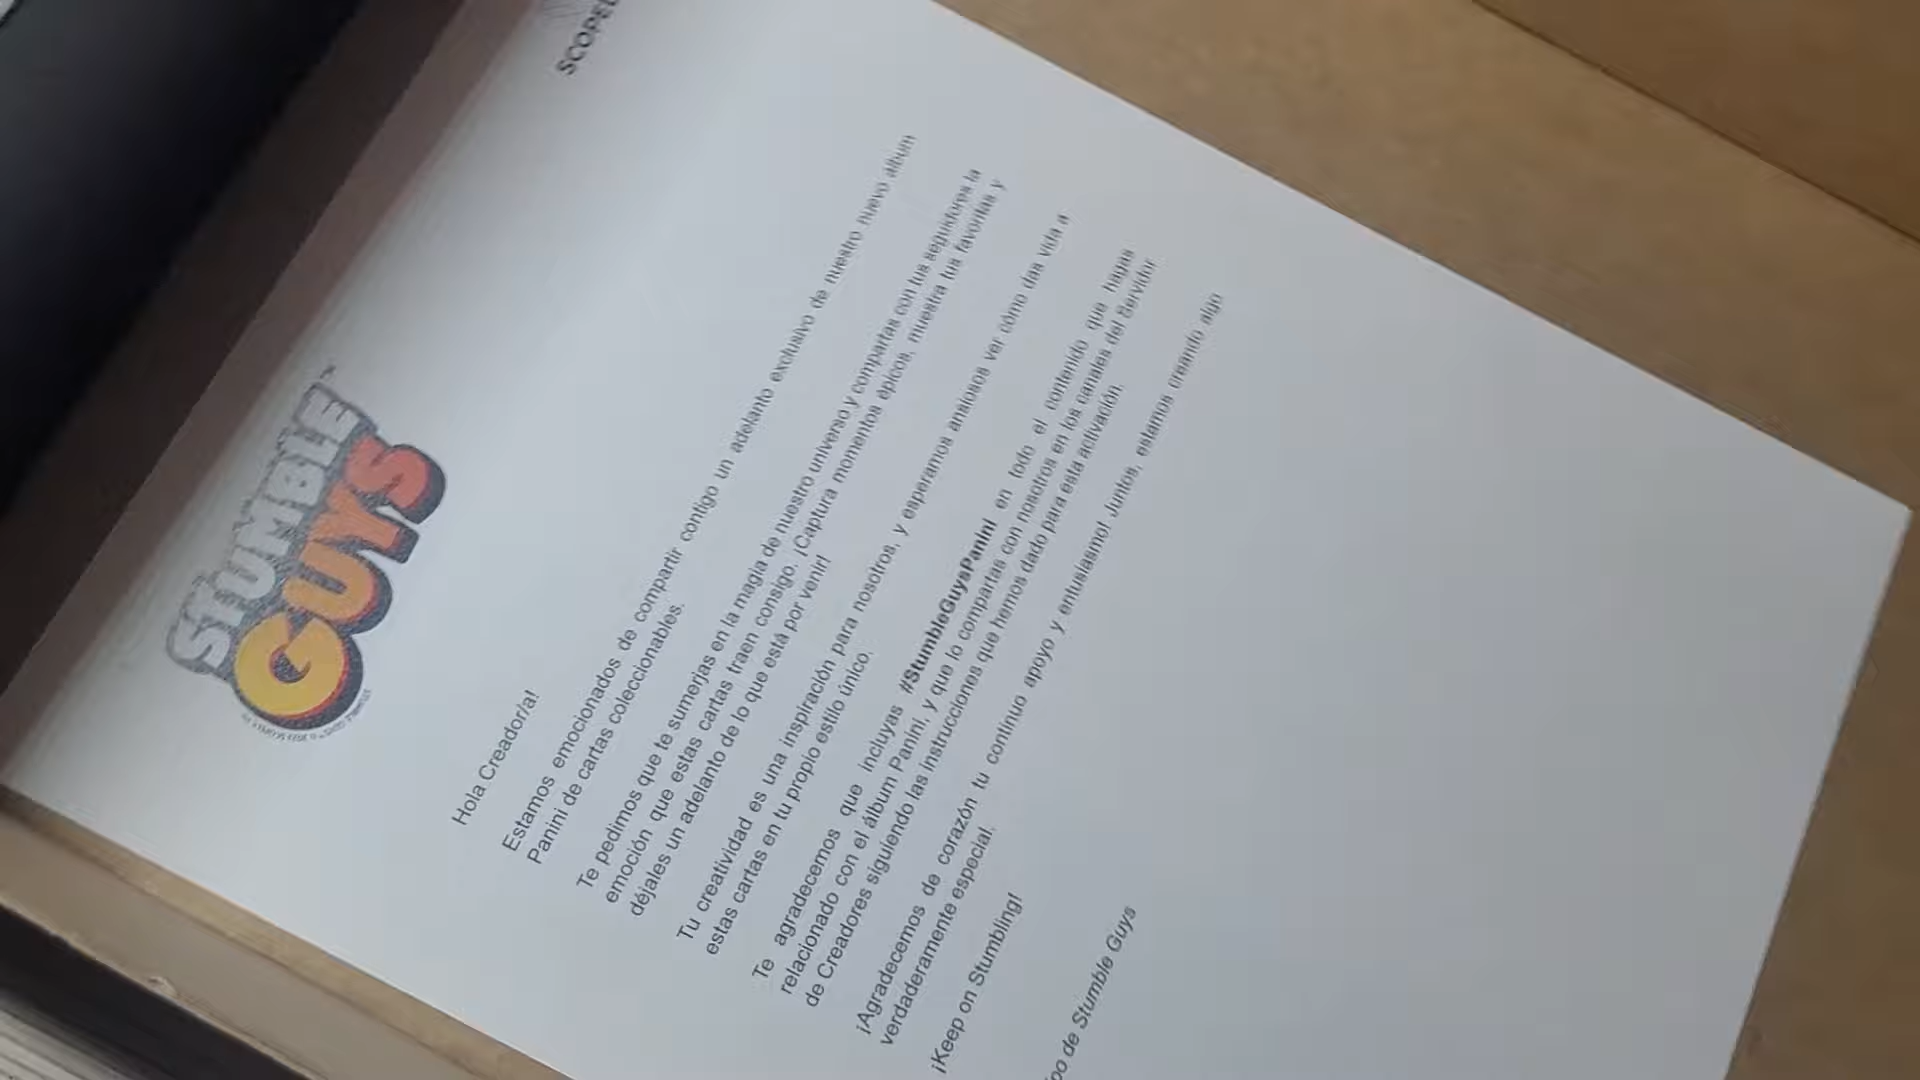 SCOPEL
STUMBLE
GUYS
Hola Creador/a!
Estamos emocionados de compartir contigo un adelanto exclusivo de nuestro nuevo álbum
Panini de cartas coleccionables.
Te pedimos que te sumerjas en la magia de nuestro universo y compartas con tus seguidores la
emoción que estas cartas traen consigo. ¡Captura momentos épicos, muestra tus favoritas y
déjales un adelanto de lo que está por venir!
Tu creatividad es una inspiración para nosotros, y esperamos ansiosos ver cómo das vida a
estas cartas en tu propio estilo único.
Te agradecemos que incluyas #StumbleGuysPanini en todo el contenido que hagas
relacionado con el álbum Panini, y que lo compartas con nosotros en los canales del Servidor
de Creadores siguiendo las instrucciones que hemos dado para esta activación.
¡Agradecemos de corazón tu continuo apoyo y entusiasmo! Juntos, estamos creando algo
verdaderamente especial.
¡Keep on Stumbling!
de Stumble Guys